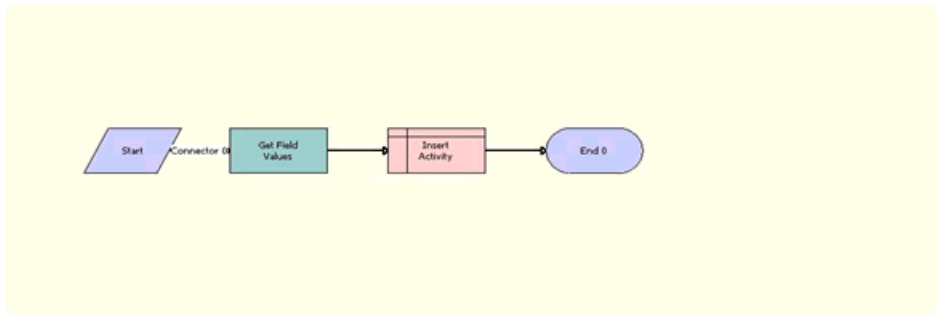 Start
Connector 0
Get Field
Values
Insert
Activity
End 0